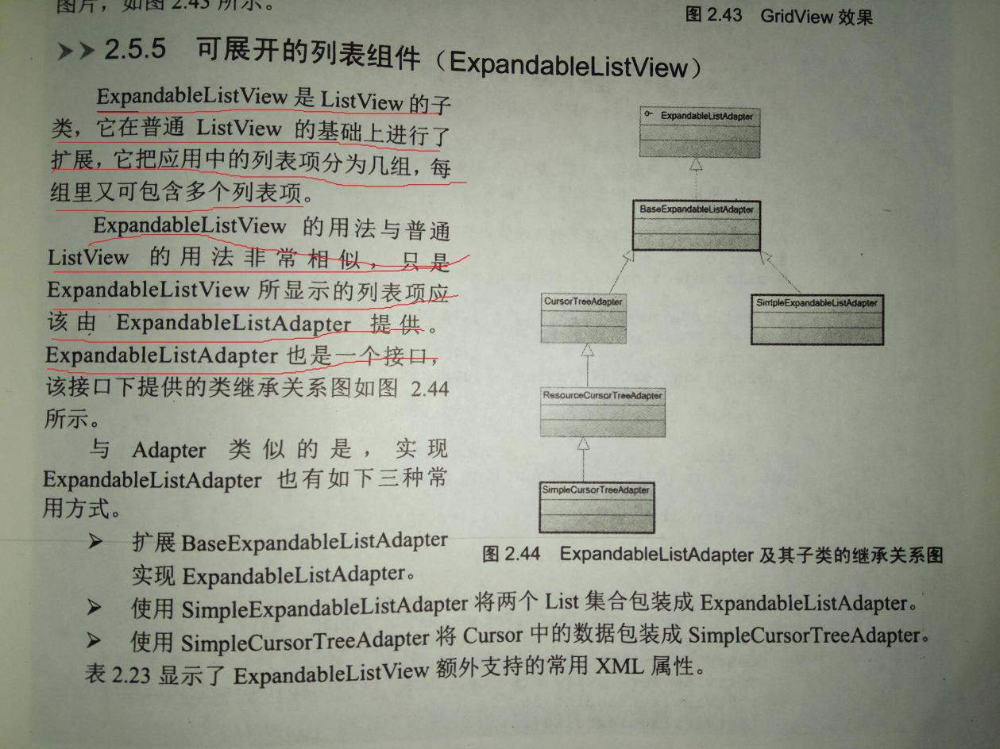 图片，如图 2.43 所示。
图 2.43 GridView 效果
2.5.5 可展开的列表组件（ExpandableListView）
ExpandableListView 是 ListView 的子
类，它在普通 ListView 的基础上进行了
扩展，它把应用中的列表项分为几组，每
组里又可包含多个列表项。
ExpandableListView 的用法与普通
ListView 的用法非常相似，只是
ExpandableListView 所显示的列表项应
该由 ExpandableListAdapter 提供。
ExpandableListAdapter 也是一个接口，
该接口下提供的类继承关系图如图 2.44
所示。
与 Adapter 类似的是，实现
ExpandableListAdapter 也有如下三种常
用方式。
ExpandableListAdapter
BaseExpandableListAdapter
CursorTreeAdapter
SimpleExpandableListAdapter
ResourceCursorTreeAdapter
SimpleCursorTreeAdapter
图 2.44 ExpandableListAdapter 及其子类的继承关系图
➢ 扩展 BaseExpandableListAdapter
实现 ExpandableListAdapter。
➢ 使用 SimpleExpandableListAdapter 将两个 List 集合包装成 ExpandableListAdapter。
➢ 使用 SimpleCursorTreeAdapter 将 Cursor 中的数据包装成 SimpleCursorTreeAdapter。
表 2.23 显示了 ExpandableListView 额外支持的常用 XML 属性。